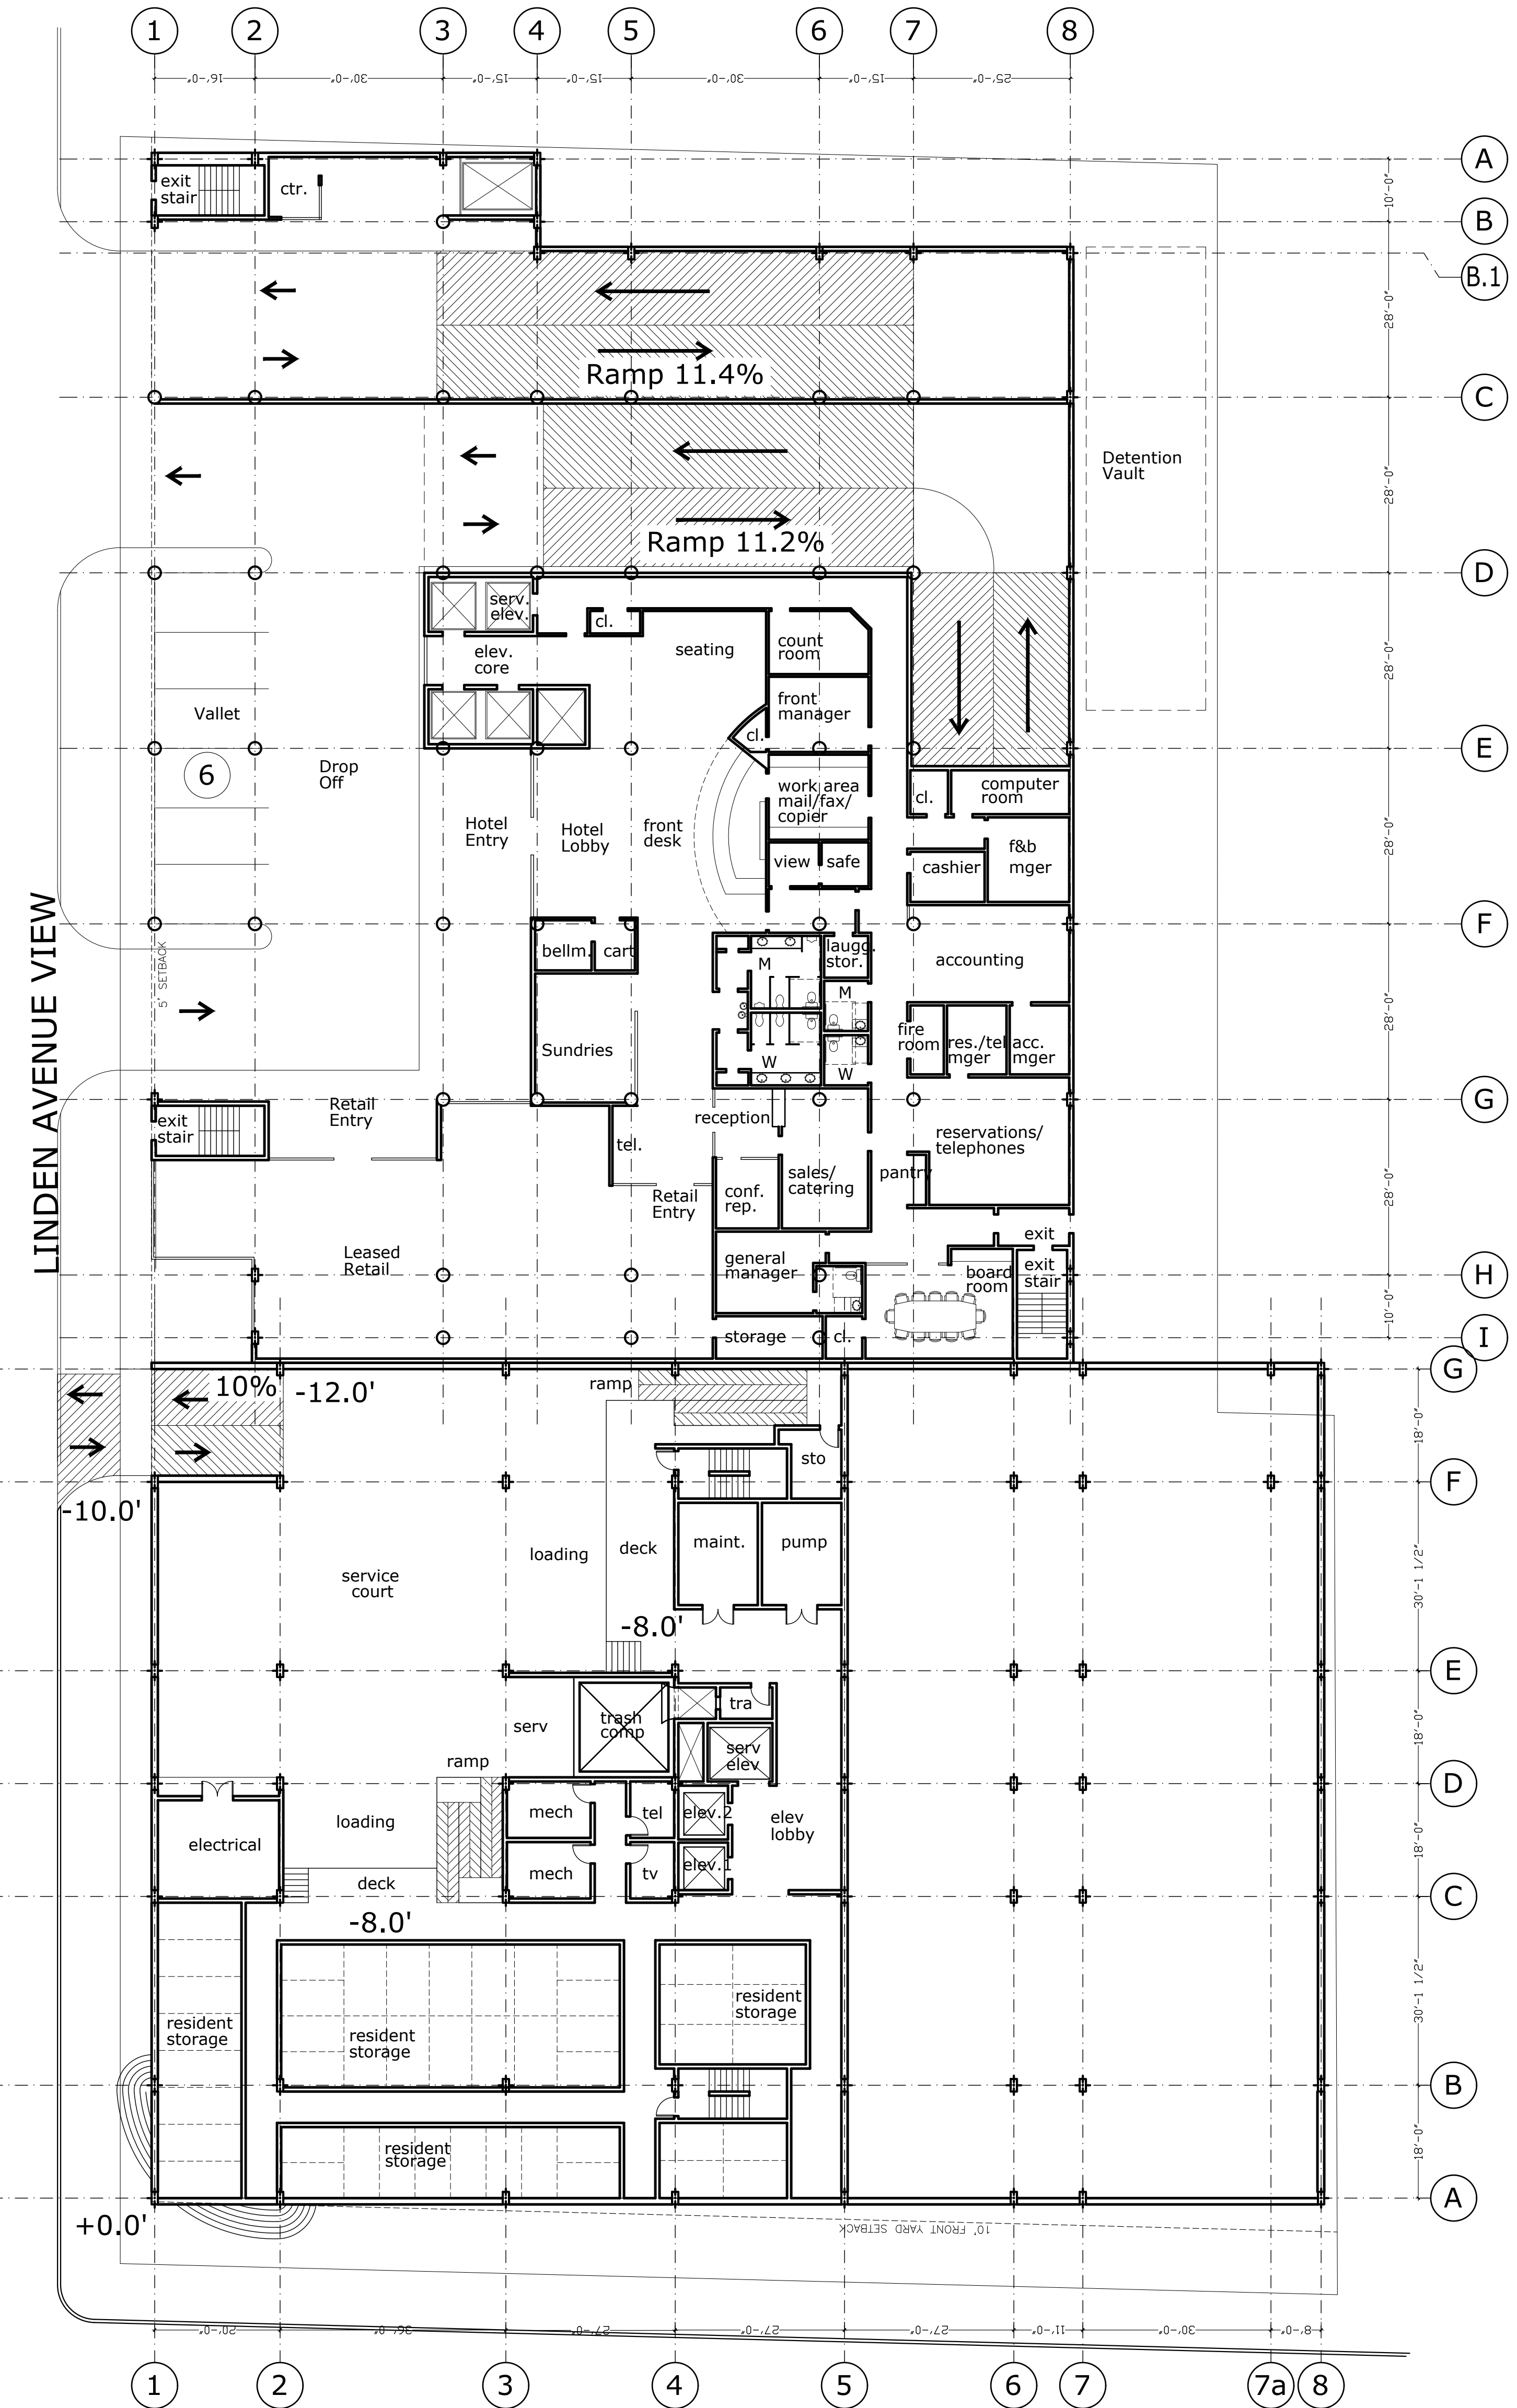 1 2 3 4 5 6 7 8
16'-0" 30'-0" 15'-0" 15'-0" 30'-0" 15'-0" 25'-0"
A
10'-0"
B
B.1
28'-0"
C
28'-0"
D
28'-0"
E
28'-0"
F
28'-0"
G
28'-0"
H
10'-0"
I
exit
stair
ctr.
Ramp 11.4%
Ramp 11.2%
Detention
Vault
serv.
elev.
cl.
elev.
core
seating
count
room
front
manager
cl.
Vallet
6
Drop
Off
work area
mail/fax/
copier
cl.
computer
room
Hotel
Entry
Hotel
Lobby
front
desk
view
safe
cashier
f&b
mger
LINDEN AVENUE VIEW
5' SETBACK
bellm.
cart
M
laugg.
stor.
accounting
M
Sundries
W
W
fire
room
res./tel
mger
acc.
mger
exit
stair
Retail
Entry
tel.
reception
reservations/
telephones
pantry
sales/
catering
conf.
rep.
Retail
Entry
Leased
Retail
general
manager
board
room
exit
exit
stair
storage
cl.
10%
-12.0'
ramp
G
18'-0"
F
30'-1 1/2"
E
18'-0"
D
18'-0"
C
30'-1 1/2"
B
18'-0"
A
sto
-10.0'
maint.
pump
loading
deck
service
court
-8.0'
serv
trash
comp
tra
serv
elev
ramp
mech
tel
elev.2
elev
lobby
loading
electrical
mech
tv
elev.1
deck
-8.0'
resident
storage
resident
storage
resident
storage
resident
storage
+0.0'
10' FRONT YARD SETBACK
20'-0" 36'-0" 27'-0" 27'-0" 27'-0" 11'-0" 30'-0" 8'-0"
1 2 3 4 5 6 7 7a 8